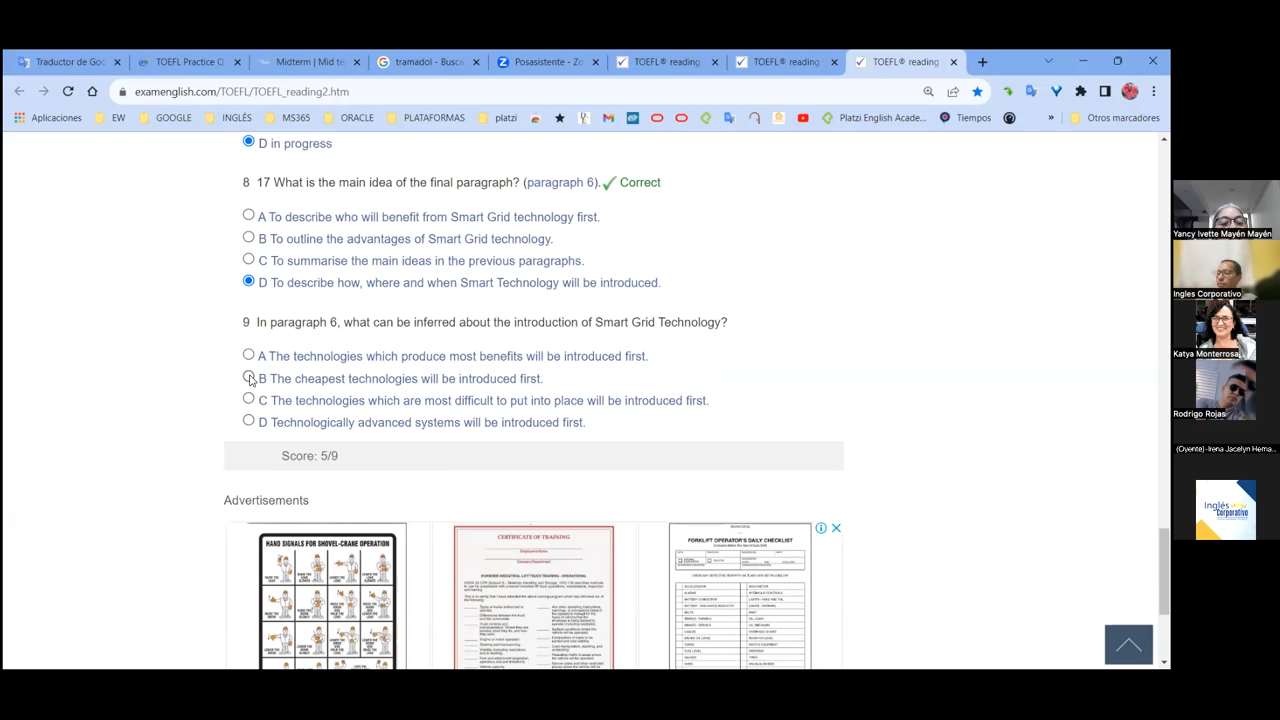 Traductor de Goo
TOEFL Practice Q
Midterm | Mid te
tramadol - Busca
Posasistente - Zo
TOEFL® reading
TOEFL® reading
TOEFL® reading
examenglish.com/TOEFL/TOEFL_reading2.htm
Aplicaciones
EW
GOOGLE
INGLÉS
MS365
ORACLE
PLATAFORMAS
platzi
Platzi English Acade...
Tiempos
»
Otros marcadores
D in progress
8 17 What is the main idea of the final paragraph? (paragraph 6). Correct
A To describe who will benefit from Smart Grid technology first.
B To outline the advantages of Smart Grid technology.
C To summarise the main ideas in the previous paragraphs.
D To describe how, where and when Smart Technology will be introduced.
9 In paragraph 6, what can be inferred about the introduction of Smart Grid Technology?
A The technologies which produce most benefits will be introduced first.
B The cheapest technologies will be introduced first.
C The technologies which are most difficult to put into place will be introduced first.
D Technologically advanced systems will be introduced first.
Score: 5/9
Advertisements
HAND SIGNALS FOR SHOVEL-CRANE OPERATION
CERTIFICATE OF TRAINING
FORKLIFT OPERATOR'S DAILY CHECKLIST
Yancy Ivette Mayén Mayén
Ingles Corporativo
Katya Monterrosa
Rodrigo Rojas
(Oyente)-Irena Jacelyn Herna...
Inglés
Corporativo